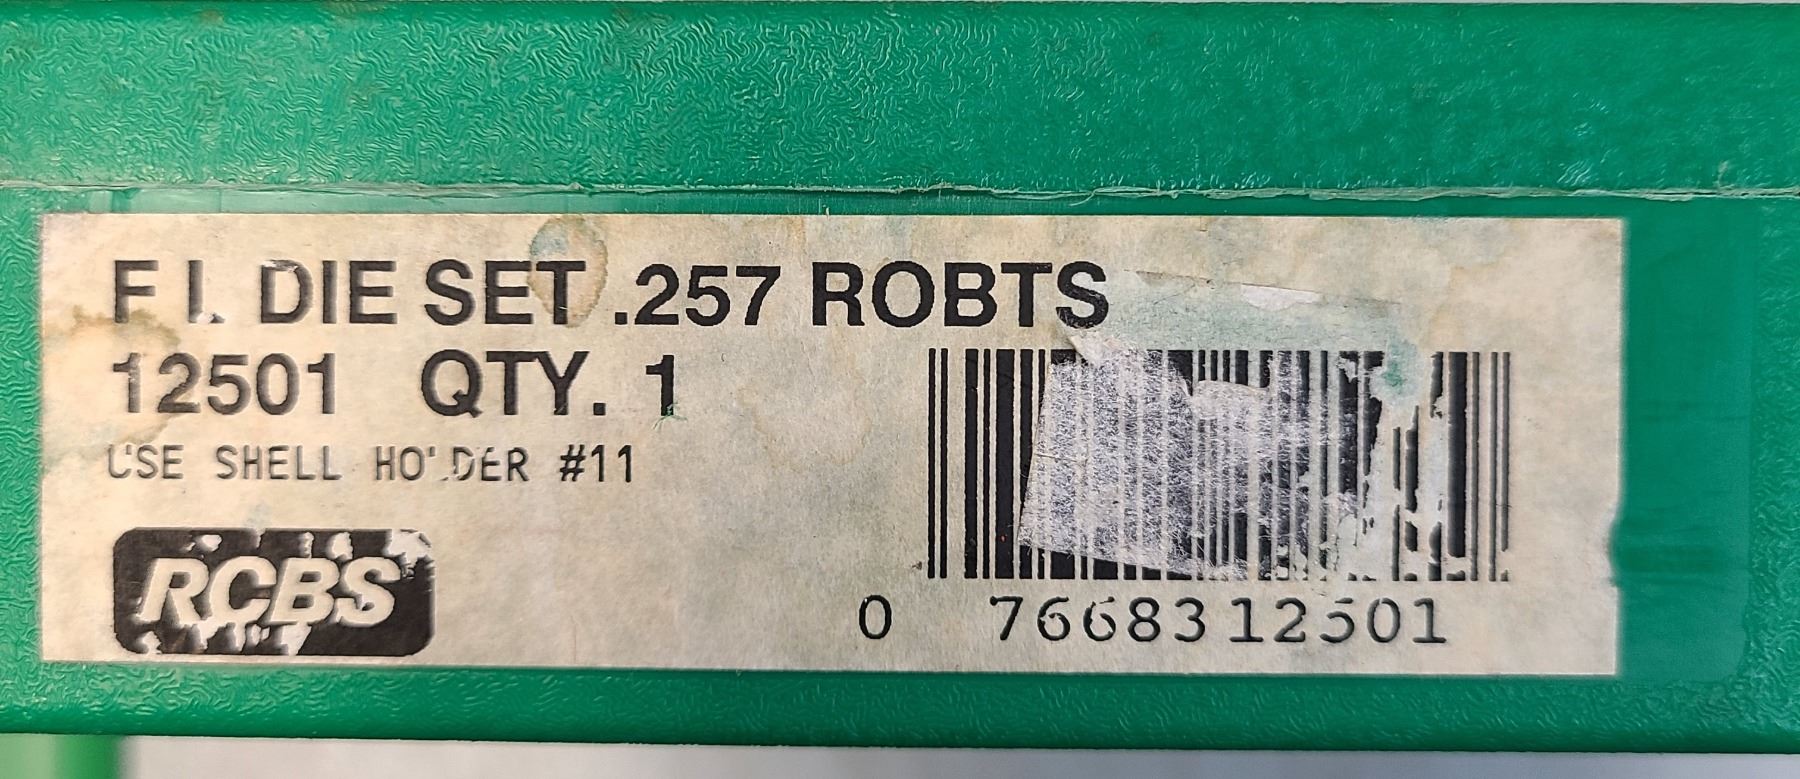 F L DIE SET .257 ROBTS
12501 QTY. 1
USE SHELL HOLDER #11
RCBS
0 76683 12501